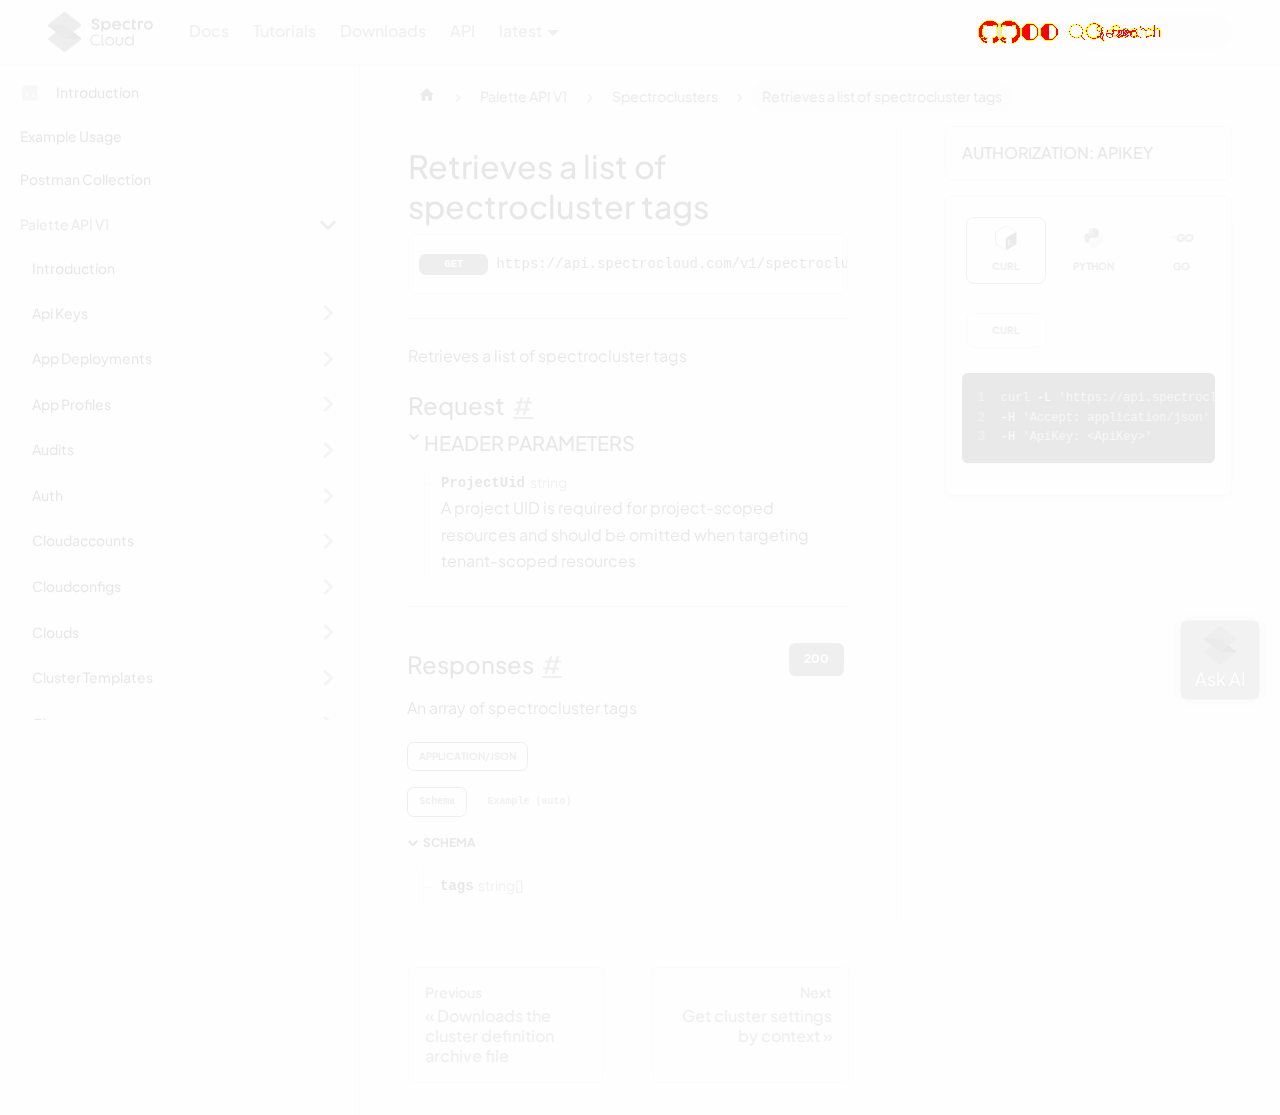 Spectro
Cloud
Docs
Tutorials
Downloads
API
latest
Introduction
Example Usage
Postman Collection
Palette API V1
Introduction
Api Keys
App Deployments
App Profiles
Audits
Auth
Cloudaccounts
Cloudconfigs
Clouds
Cluster Templates
Palette API V1
Spectroclusters
Retrieves a list of spectrocluster tags
Retrieves a list of
spectrocluster tags
GET https://api.spectrocloud.com/v1/spectroclu
Retrieves a list of spectrocluster tags
Request #
HEADER PARAMETERS
ProjectUid string
A project UID is required for project-scoped
resources and should be omitted when targeting
tenant-scoped resources
Responses #
200
An array of spectrocluster tags
APPLICATION/JSON
Schema
Example (auto)
SCHEMA
tags string[]
Previous
« Downloads the
cluster definition
archive file
Next
Get cluster settings
by context »
AUTHORIZATION: APIKEY
CURL
PYTHON
GO
GO
CURL
1 curl -L 'https://api.spectrocl
2 -H 'Accept: application/json'
3 -H 'ApiKey: <ApiKey>'
Ask AI